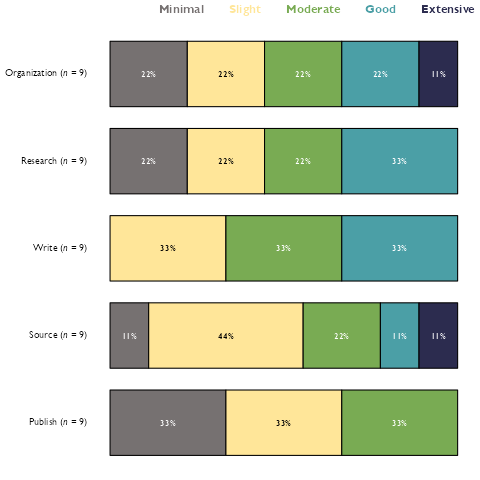 Minimal Slight Moderate Good Extensive
Organization (n = 9) 22% 22% 22% 22% 11%
Research (n = 9) 22% 22% 22% 33%
Write (n = 9) 33% 33% 33%
Source (n = 9) 11% 44% 22% 11% 11%
Publish (n = 9) 33% 33% 33%